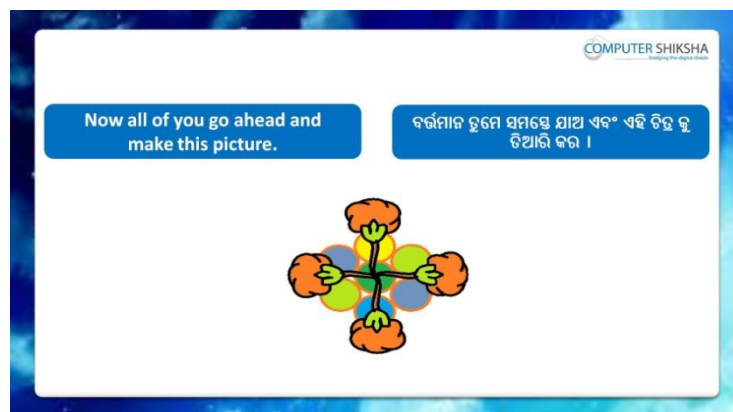 COMPUTER SHIKSHA
Bridging the digital divide
Now all of you go ahead and
make this picture.
ବର୍ତ୍ତମାନ ତୁମେ ସମସ୍ତେ ଯାଅ ଏବଂ ଏହି ଚିତ୍ର କୁ
ତିଆରି କର ।